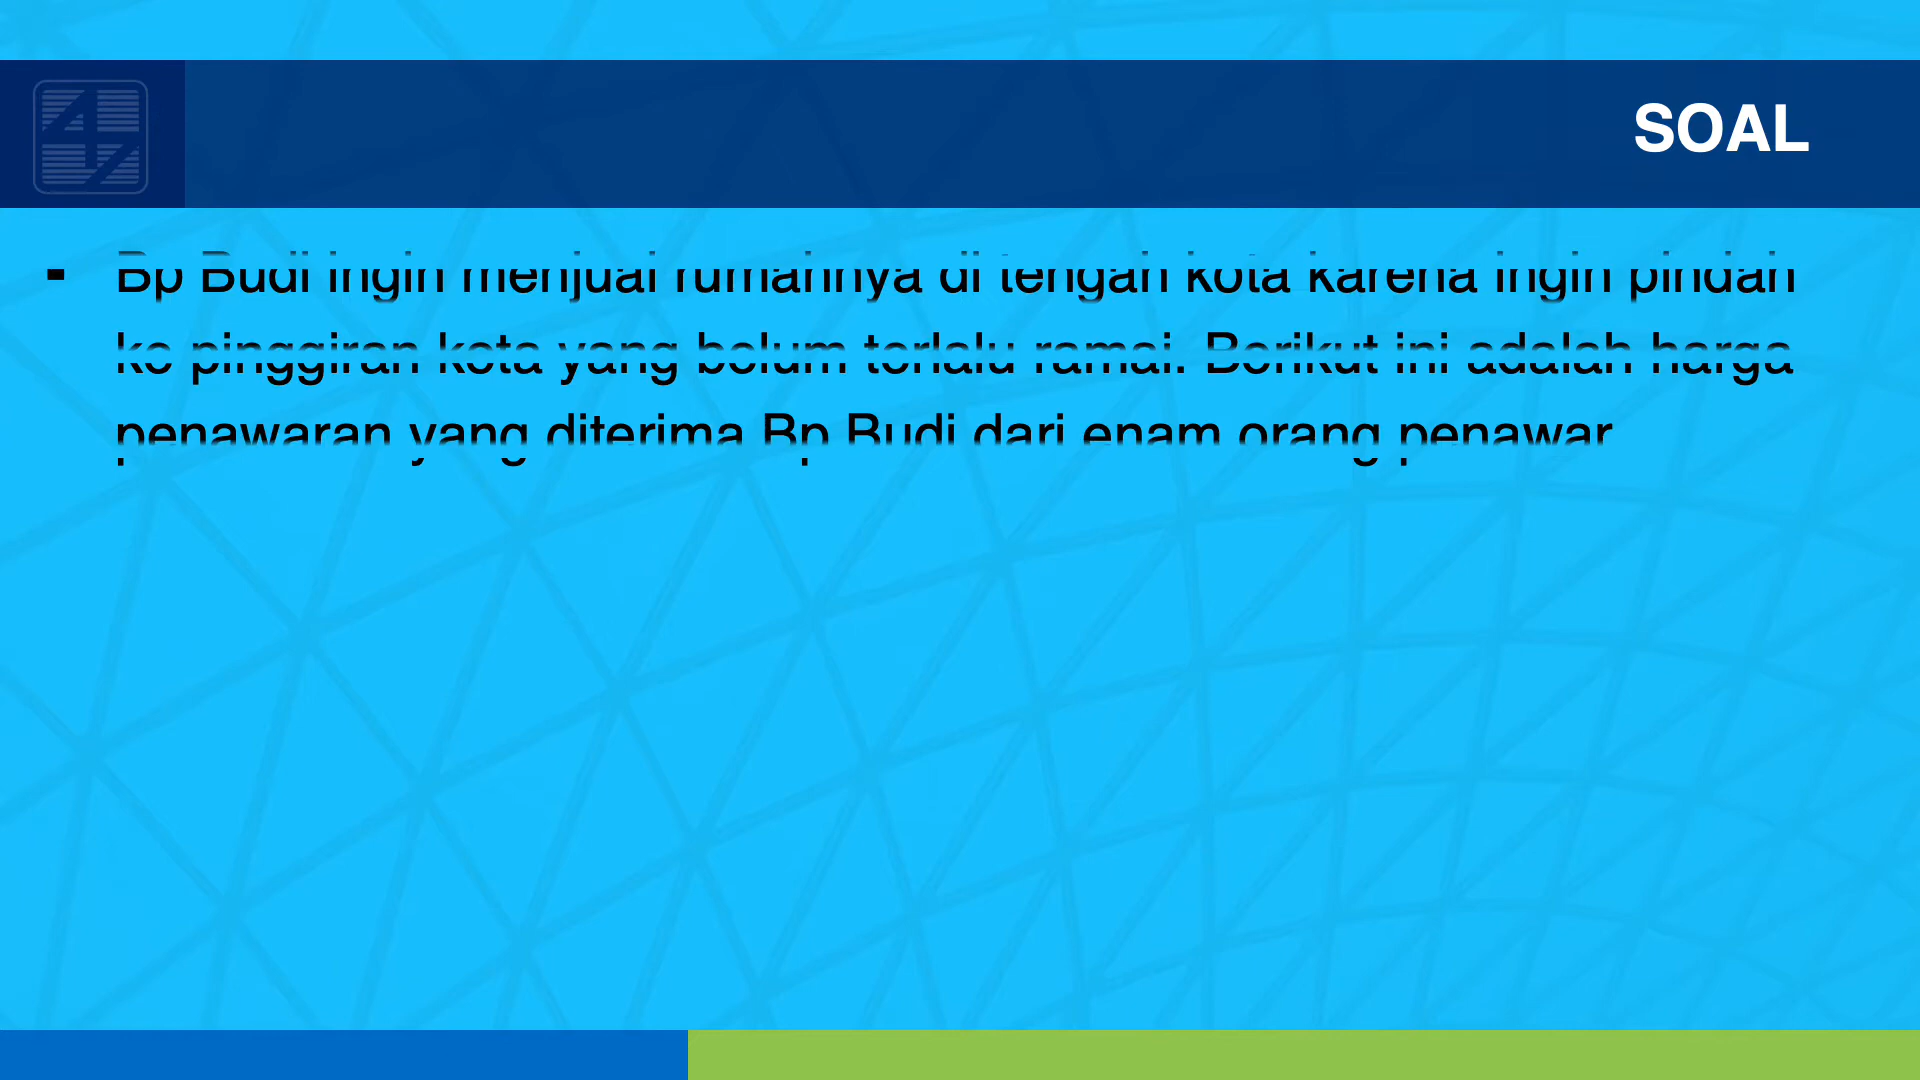 SOAL
▪ Bp Budi ingin menjual rumahnya di tengah kota karena ingin pindah
ke pinggiran kota yang belum terlalu ramai. Berikut ini adalah harga
penawaran yang diterima Bp Budi dari enam orang penawar